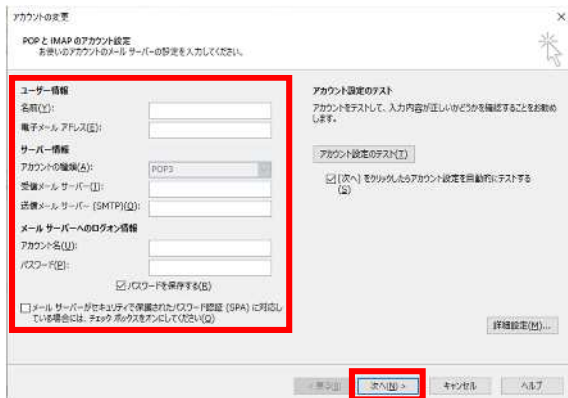 アカウントの変更
×
POP と IMAP のアカウント設定
お使いのアカウントのメール サーバーの設定を入力してください。
ユーザー情報
名前(Y):
電子メール アドレス(E):
サーバー情報
アカウントの種類(A):
POP3
受信メール サーバー(I):
送信メール サーバー (SMTP)(O):
メール サーバーへのログオン情報
アカウント名(U):
パスワード(P):
パスワードを保存する(R)
メール サーバーがセキュリティで保護されたパスワード認証 (SPA) に対応し
ている場合には、チェック ボックスをオンにしてください(Q)
アカウント設定のテスト
アカウントをテストして、入力内容が正しいかどうかを確認することをお勧め
します。
アカウント設定のテスト(T)
[次へ] をクリックしたらアカウント設定を自動的にテストする
(S)
詳細設定(M)...
< 戻る(B)
次へ(N) >
キャンセル
ヘルプ